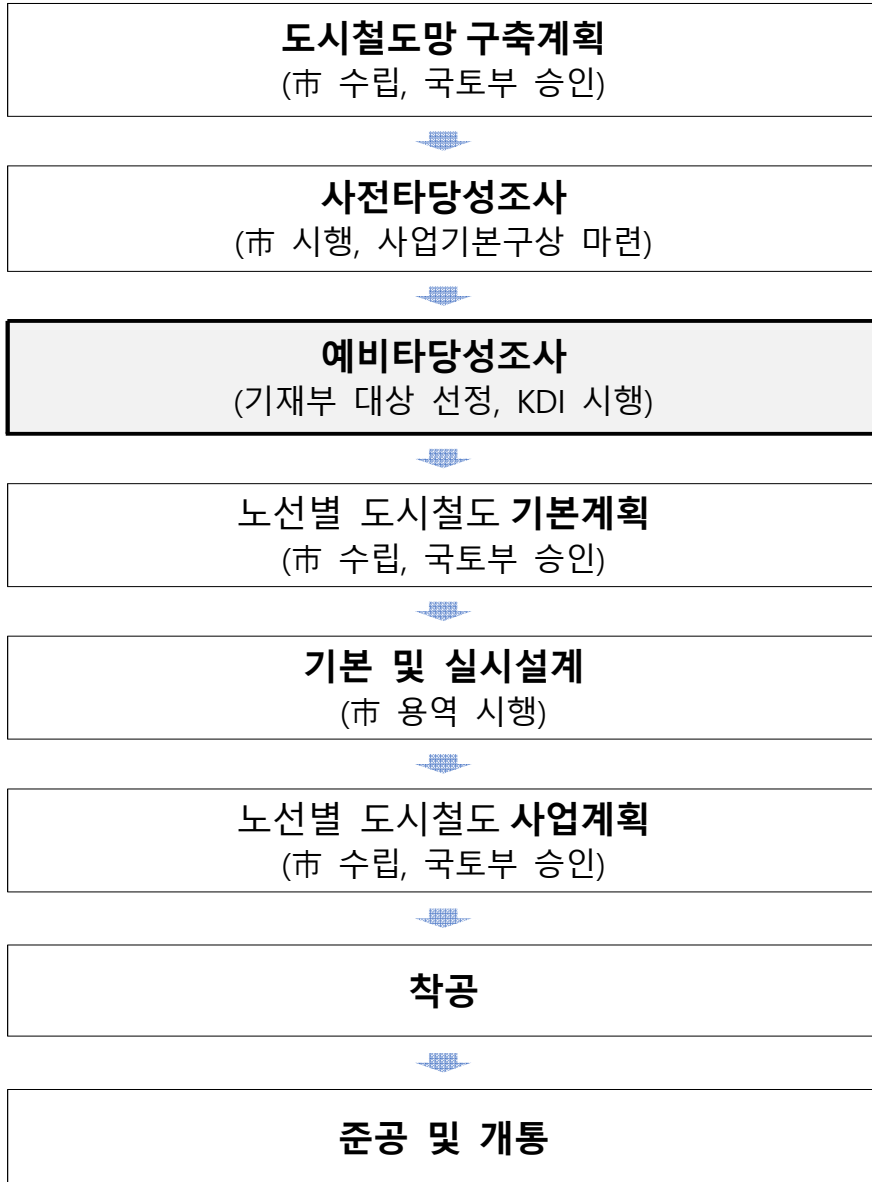 도시철도망 구축계획
(市 수립, 국토부 승인)
사전타당성조사
(市 시행, 사업기본구상 마련)
예비타당성조사
(기재부 대상 선정, KDI 시행)
노선별 도시철도 기본계획
(市 수립, 국토부 승인)
기본 및 실시설계
(市 용역 시행)
노선별 도시철도 사업계획
(市 수립, 국토부 승인)
착공
준공 및 개통